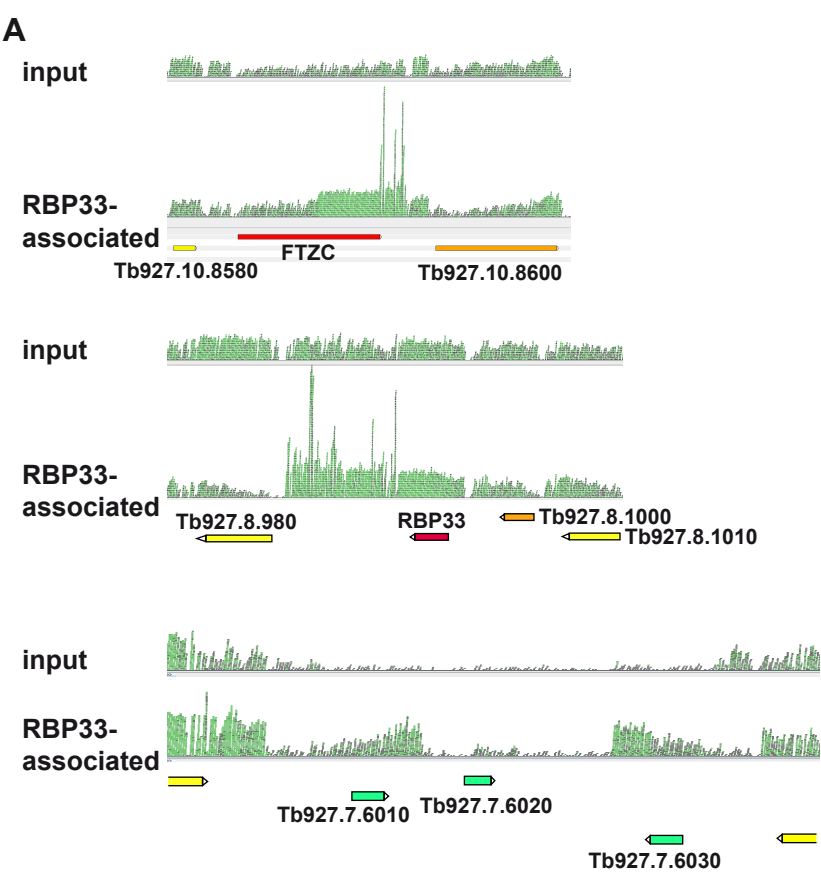 A
input
RBP33-
associated
FTZC
Tb927.10.8580
Tb927.10.8600
input
RBP33-
associated
Tb927.8.980
RBP33
Tb927.8.1000
Tb927.8.1010
input
RBP33-
associated
Tb927.7.6010
Tb927.7.6020
Tb927.7.6030